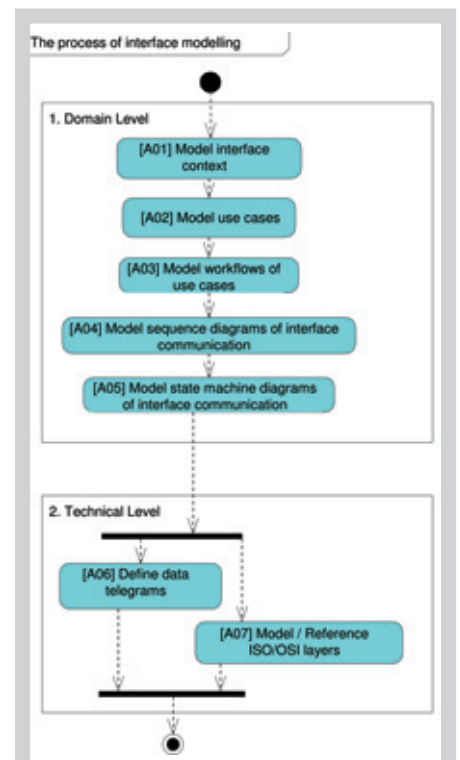 The process of interface modelling
1. Domain Level
[A01] Model interface
context
[A02] Model use cases
[A03] Model workflows of
use cases
[A04] Model sequence diagrams of interface
communication
[A05] Model state machine diagrams
of interface communication
2. Technical Level
[A06] Define data
telegrams
[A07] Model / Reference
ISO/OSI layers